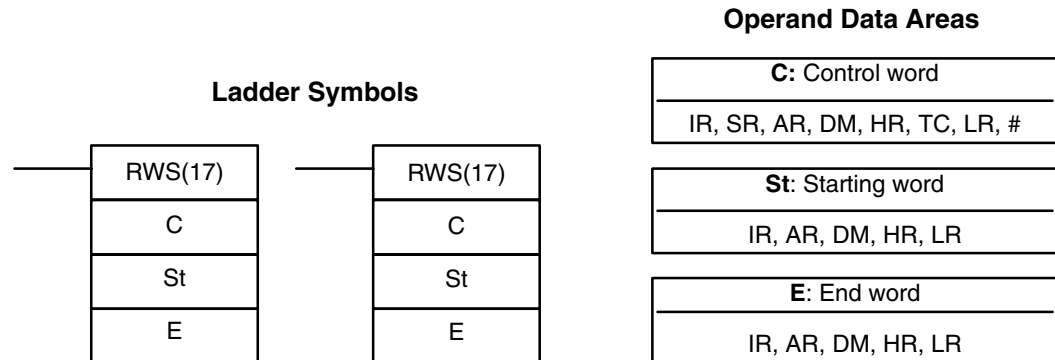 Ladder Symbols
RWS(17)
C
St
E
RWS(17)
C
St
E
Operand Data Areas
C: Control word
IR, SR, AR, DM, HR, TC, LR, #
St: Starting word
IR, AR, DM, HR, LR
E: End word
IR, AR, DM, HR, LR